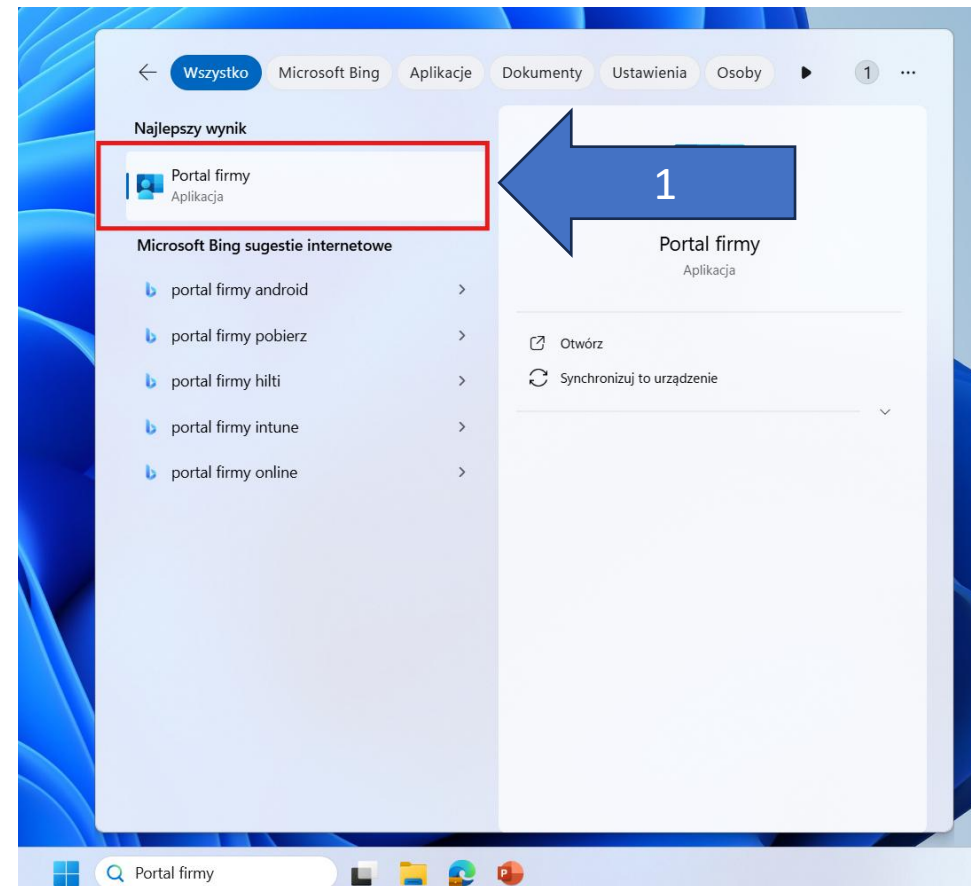 Wszystko Microsoft Bing Aplikacje Dokumenty Ustawienia Osoby 1 ...
Najlepszy wynik
Portal firmy
Aplikacja
1
Microsoft Bing sugestie internetowe
portal firmy android
portal firmy pobierz
portal firmy hilti
portal firmy intune
portal firmy online
Portal firmy
Aplikacja
Otwórz
Synchronizuj to urządzenie
Portal firmy